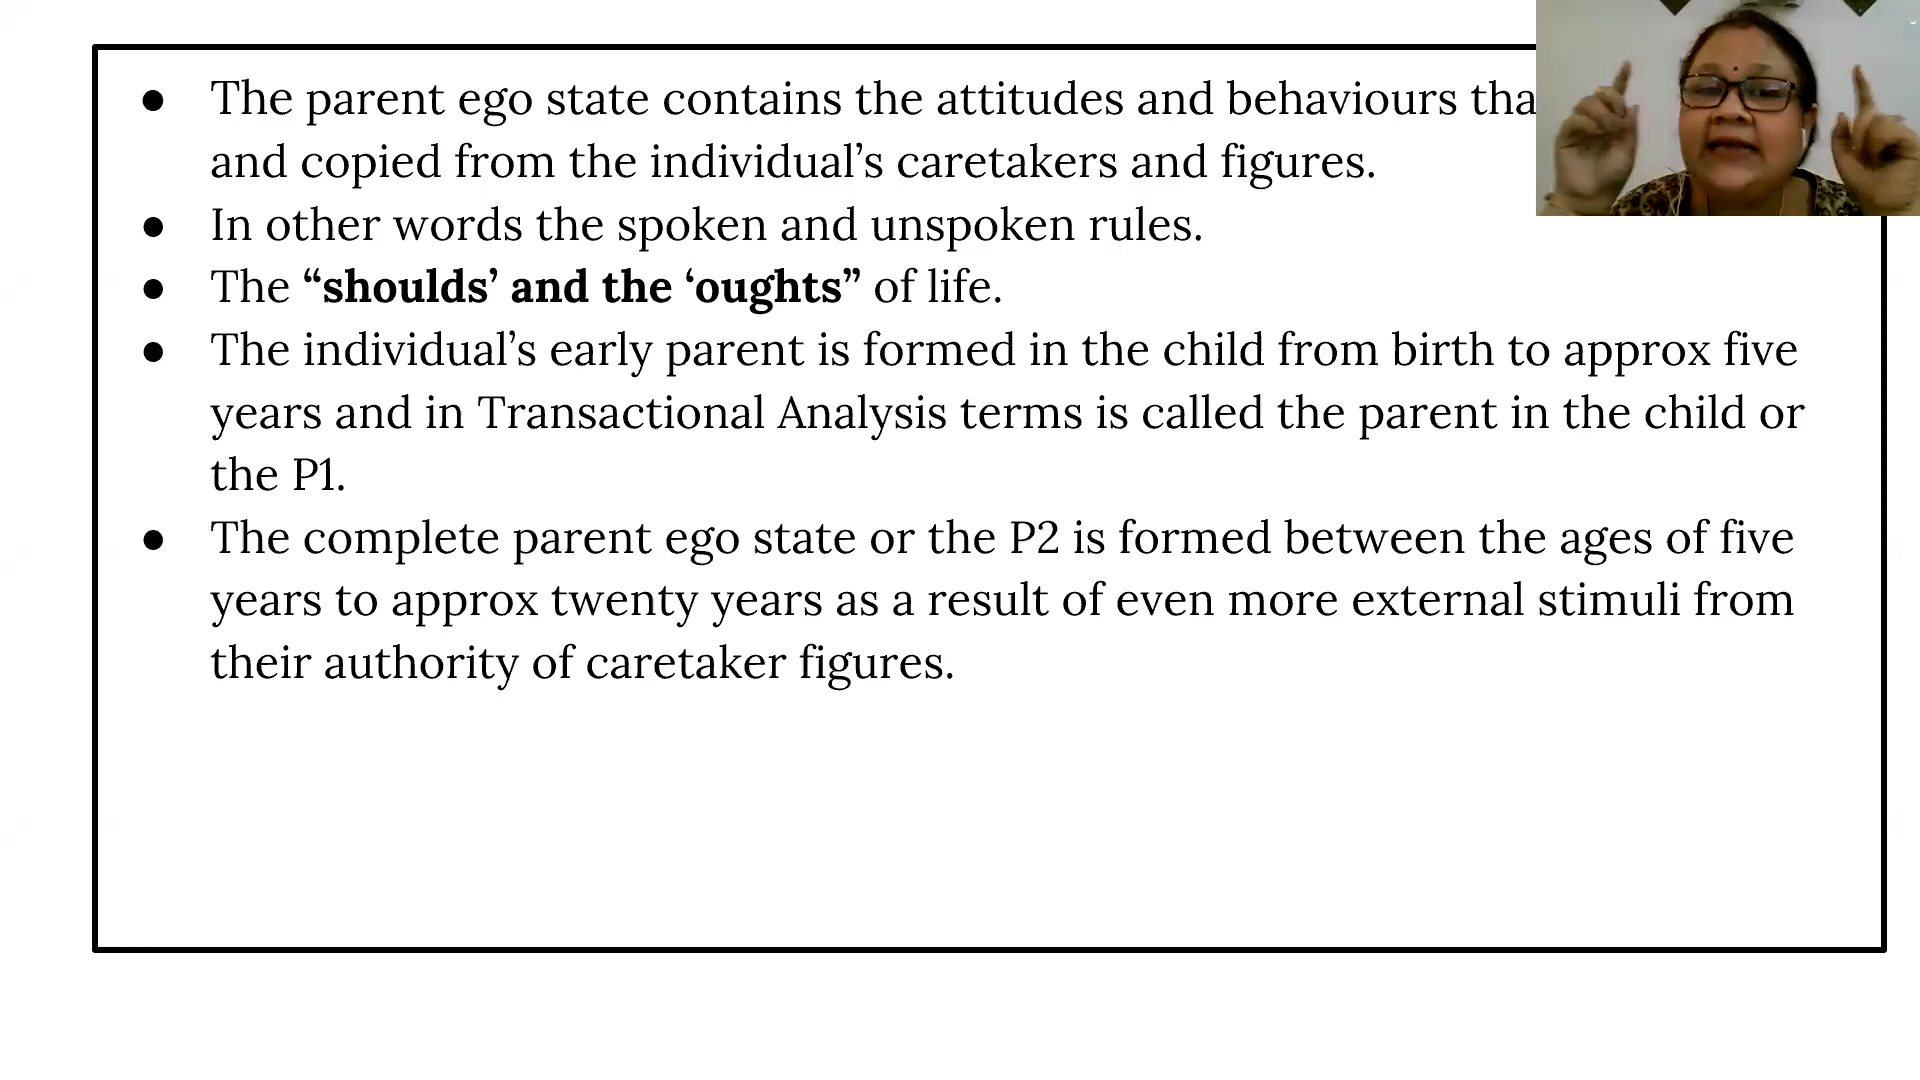 ● The parent ego state contains the attitudes and behaviours
and copied from the individual’s caretakers and figures.
● In other words the spoken and unspoken rules.
● The “shoulds’ and the ‘oughts” of life.
● The individual’s early parent is formed in the child from birth to approx five
years and in Transactional Analysis terms is called the parent in the child or
the P1.
● The complete parent ego state or the P2 is formed between the ages of five
years to approx twenty years as a result of even more external stimuli from
their authority of caretaker figures.